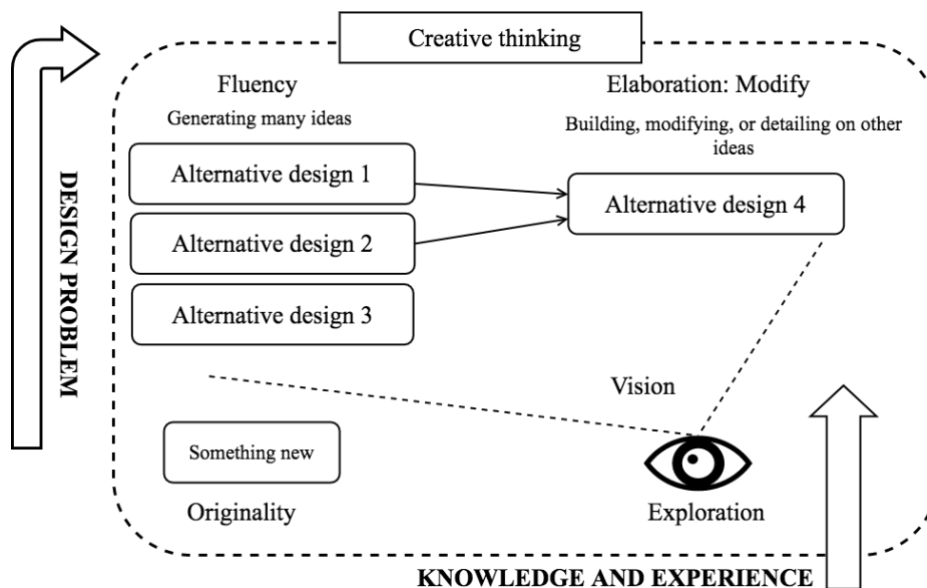 Creative thinking
DESIGN PROBLEM
Fluency
Generating many ideas
Alternative design 1
Alternative design 2
Alternative design 3
Elaboration: Modify
Building, modifying, or detailing on other
ideas
Alternative design 4
Vision
Something new
Originality
Exploration
KNOWLEDGE AND EXPERIENCE